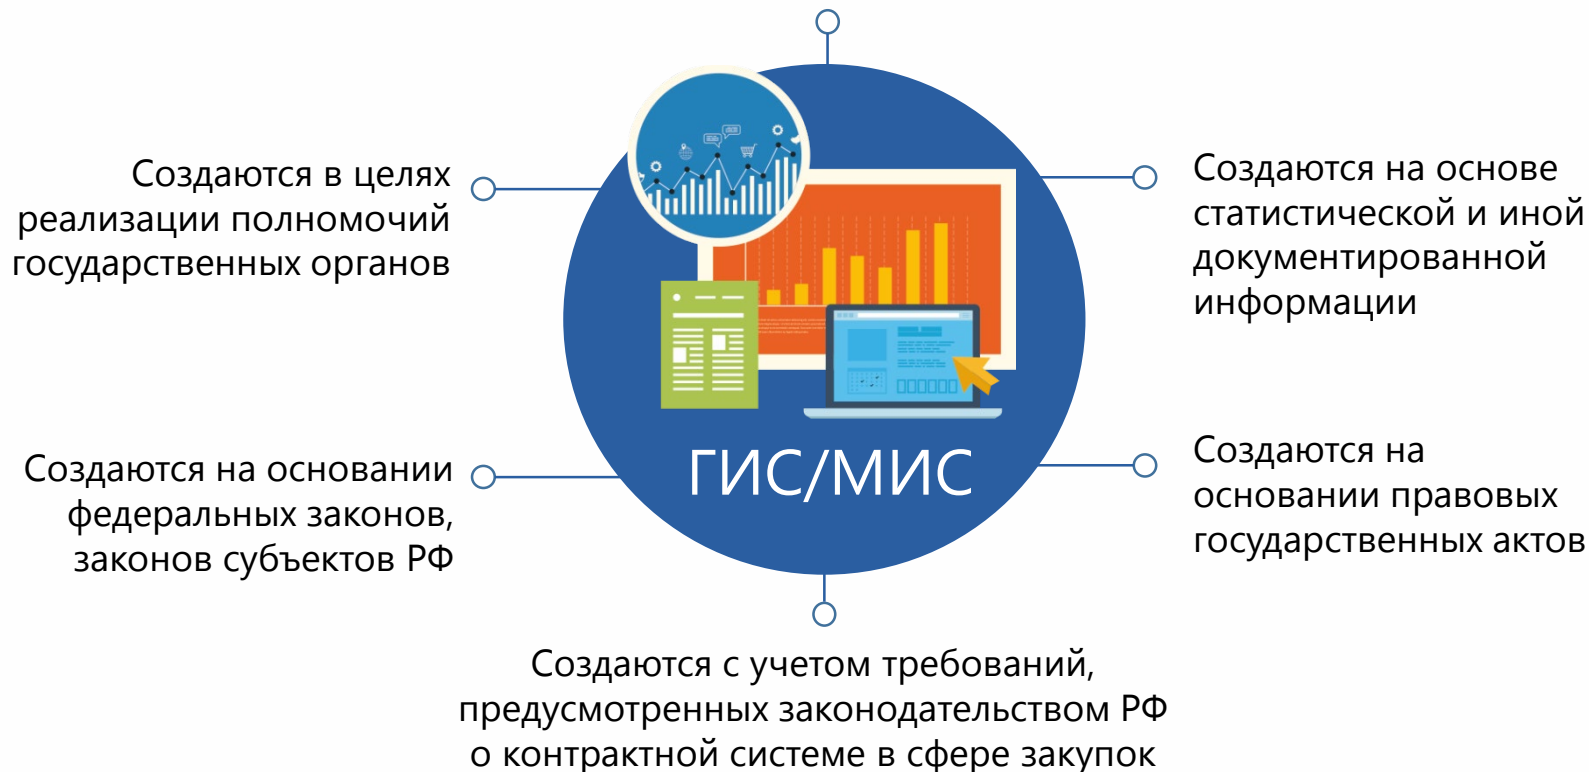 Создаются в целях
реализации полномочий
государственных органов
Создаются на основе
статистической и иной
документированной
информации
ГИС/МИС
Создаются на основании
федеральных законов,
законов субъектов РФ
Создаются на
основании правовых
государственных актов
Создаются с учетом требований,
предусмотренных законодательством РФ
о контрактной системе в сфере закупок